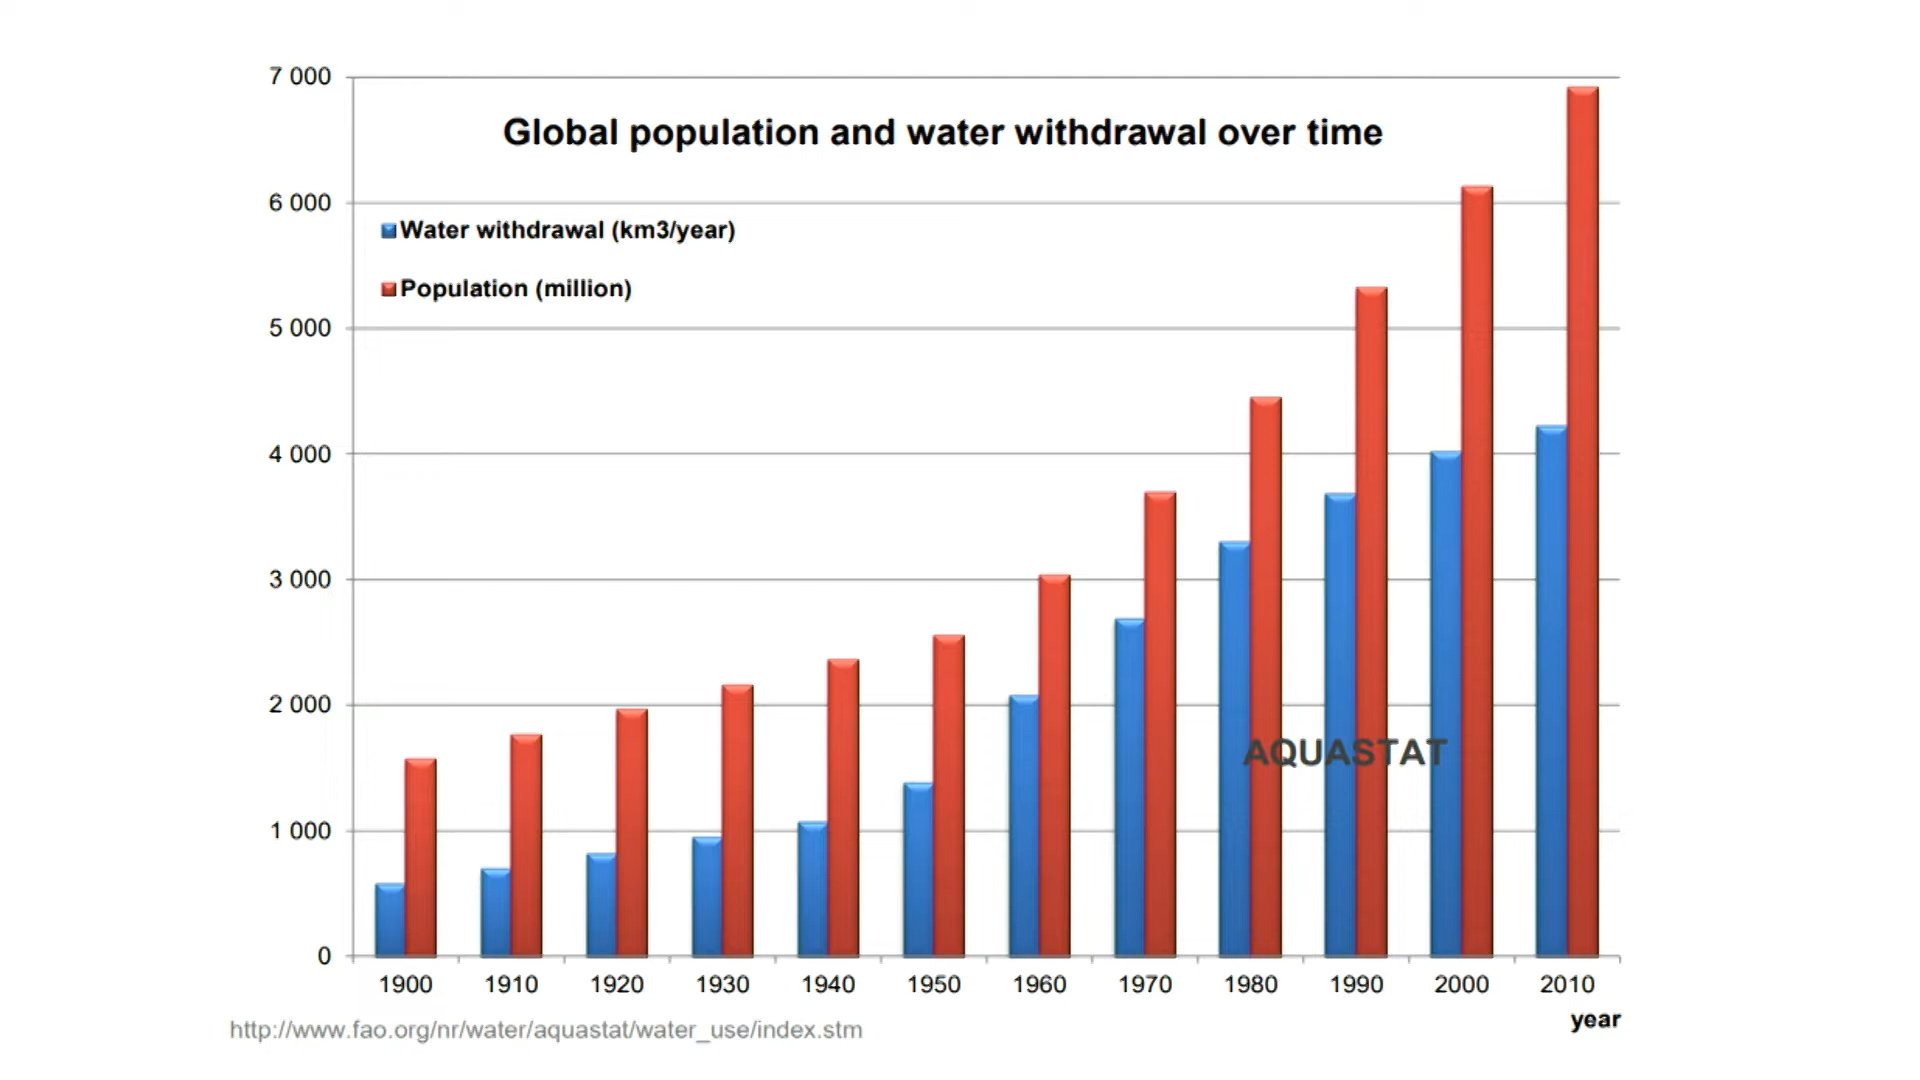 7 000
Global population and water withdrawal over time
6 000
Water withdrawal (km3/year)
Population (million)
5 000
4 000
3 000
2 000
AQUASTAT
1 000
0
1900 1910 1920 1930 1940 1950 1960 1970 1980 1990 2000 2010
year
http://www.fao.org/nr/water/aquastat/water_use/index.stm